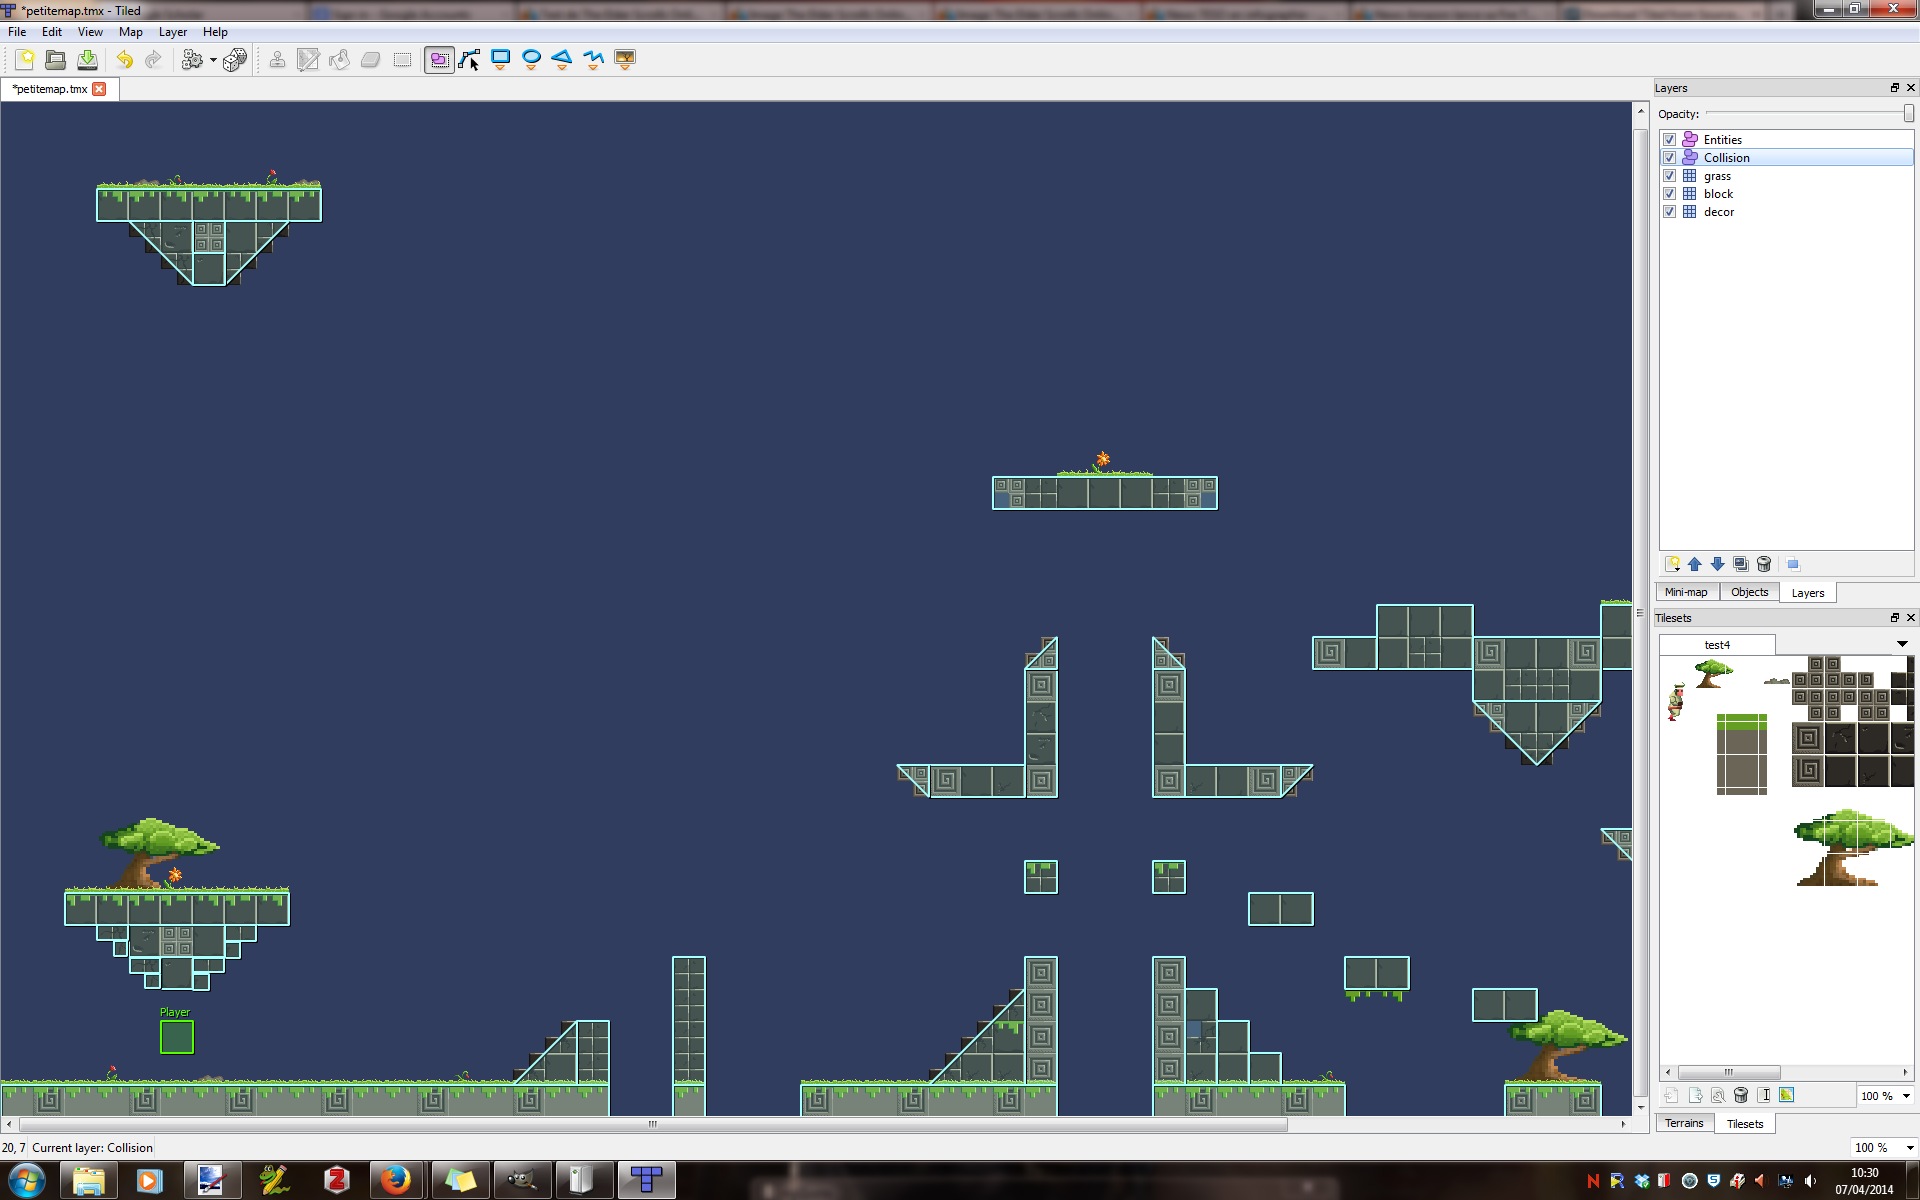 *petitemap.tmx - Tiled
File Edit View Map Layer Help
*petitemap.tmx
Layers
Opacity:
Entities
Collision
grass
block
decor
Mini-map Objects Layers
Tilesets
test4
Player
100 %
Terrains Tilesets
20, 7 Current layer: Collision
100 %
10:30
07/04/2014